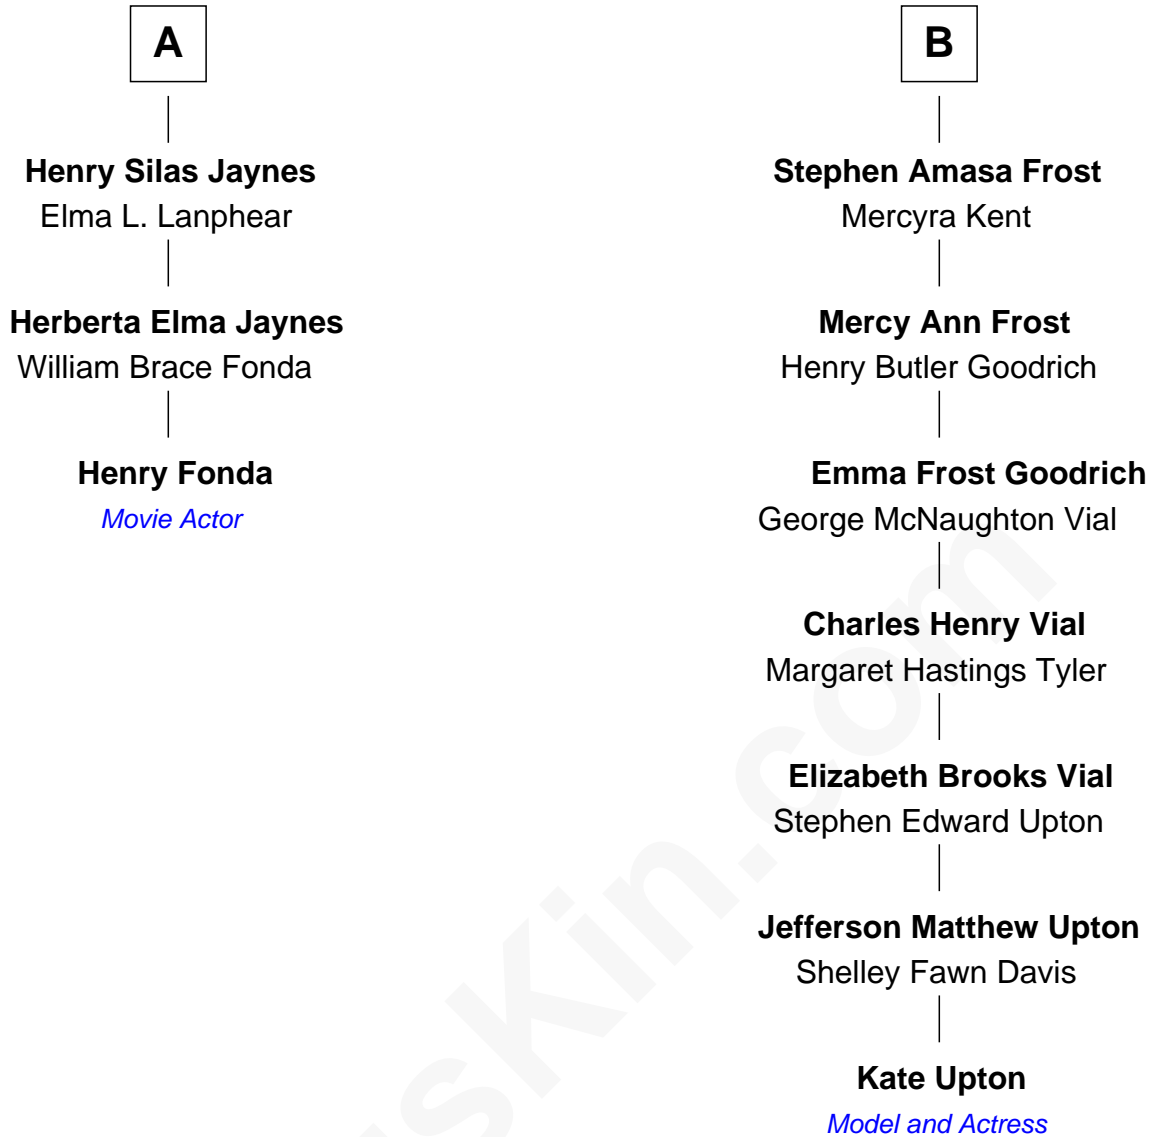 A
Henry Silas Jaynes
Elma L. Lanphear
Herberta Elma Jaynes
William Brace Fonda
Henry Fonda
Movie Actor
B
Stephen Amasa Frost
Mercyra Kent
Mercy Ann Frost
Henry Butler Goodrich
Emma Frost Goodrich
George McNaughton Vial
Charles Henry Vial
Margaret Hastings Tyler
Elizabeth Brooks Vial
Stephen Edward Upton
Jefferson Matthew Upton
Shelley Fawn Davis
Kate Upton
Model and Actress
sKin.com